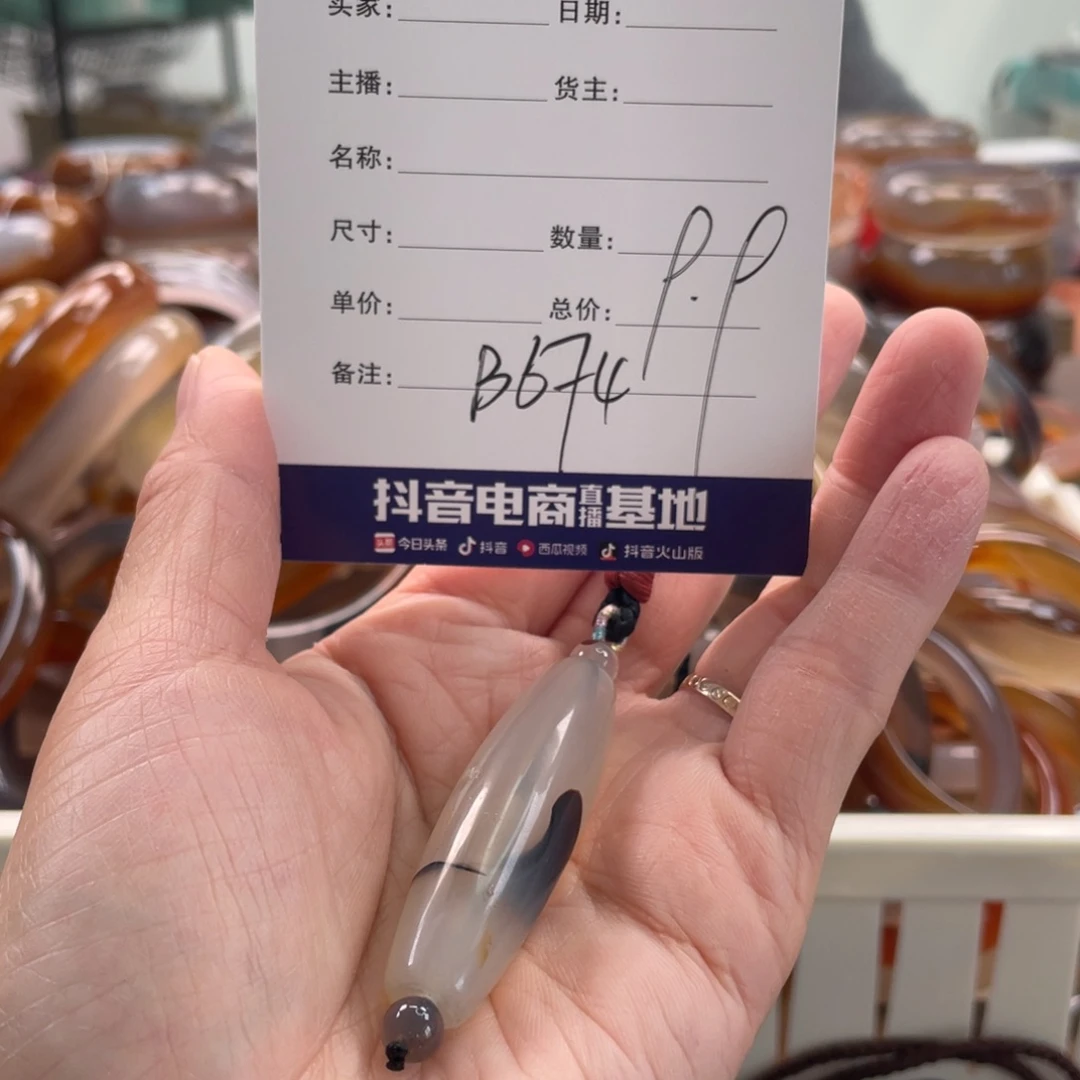 买家: 日期:
主播: 货主:
名称:
尺寸: 数量:
单价: 总价:
备注: B674
抖音电商直播基地
头条 今日头条 抖音 西瓜视频 抖音火山版